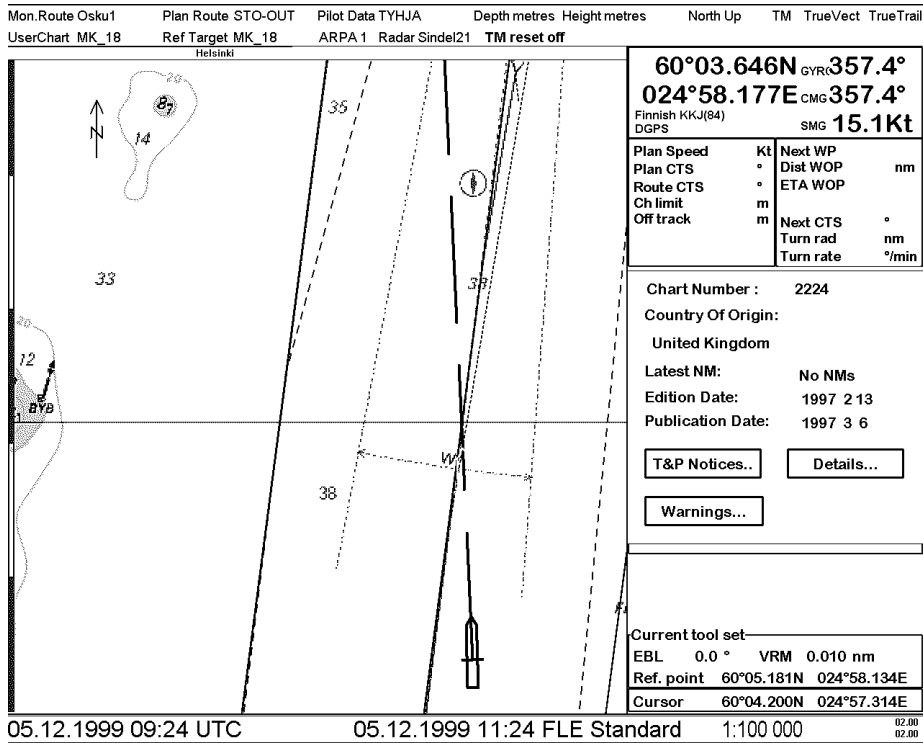 Mon.Route Osku1 Plan Route STO-OUT Pilot Data TYHJA Depth metres Height metres North Up TM TrueVect TrueTrail
UserChart MK_18 Ref Target MK_18 ARPA 1 Radar Sindel21 TM reset off
Helsinki
60°03.646N GYRO 357.4°
024°58.177E CMG 357.4°
Finnish KKJ(84)
DGPS SMG 15.1Kt
Plan Speed Kt Next WP
Plan CTS ° Dist WOP nm
Route CTS ° ETA WOP
Ch limit m
Off track m Next CTS °
Turn rad nm
Turn rate °/min
20
87
14
N
35
33
38
20
12
BYB
1
W
38
Chart Number : 2224
Country Of Origin:
United Kingdom
Latest NM: No NMs
Edition Date: 1997 2 13
Publication Date: 1997 3 6
T&P Notices.. Details...
Warnings...
Current tool set
EBL 0.0 ° VRM 0.010 nm
Ref. point 60°05.181N 024°58.134E
Cursor 60°04.200N 024°57.314E
05.12.1999 09:24 UTC 05.12.1999 11:24 FLE Standard 1:100 000 02.00
02.00